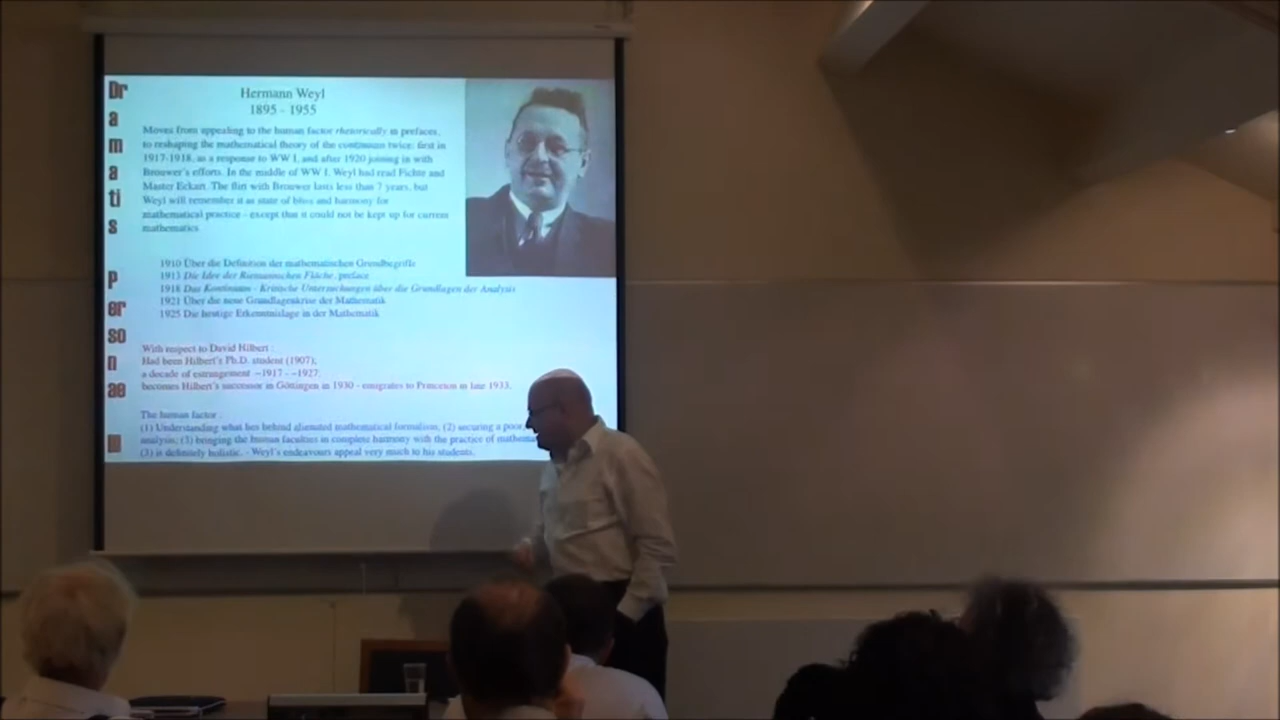 Dr
a
m
a
ti
s
P
er
so
n
ae
Hermann Weyl
1895 - 1955
Moves from appealing to the human factor rhetorically in prefaces,
to reshaping the mathematical theory of the continuum twice: first in
1917-1918, as a response to WW I, and after 1920 joining in with
Brouwer's efforts. In the middle of WW I, Weyl had read Fichte and
Master Eckart. The flirt with Brouwer lasts less than 7 years, but
Weyl will remember it as state of bliss and harmony for
mathematical practice - except that it could not be kept up for current
mathematics.
1910 Über die Definition der mathematischen Grundbegriffe
1913 Die Idee der Riemannschen Fläche, preface
1918 Das Kontinuum - Kritische Untersuchungen über die Grundlagen der Analysis
1921 Über die neue Grundlagenkrise der Mathematik
1925 Die heutige Erkenntnislage in der Mathematik
With respect to David Hilbert :
Had been Hilbert's Ph.D. student (1907),
a decade of estrangement ~1917 - ~1927,
becomes Hilbert's successor in Göttingen in 1930 - emigrates to Princeton in late 1933.
The human factor :
(1) Understanding what lies behind alienated mathematical formalism, (2) securing a poor,
analysis; (3) bringing the human faculties in complete harmony with the practice of mathema
(3) is definitely holistic. - Weyl's endeavours appeal very much to his students.